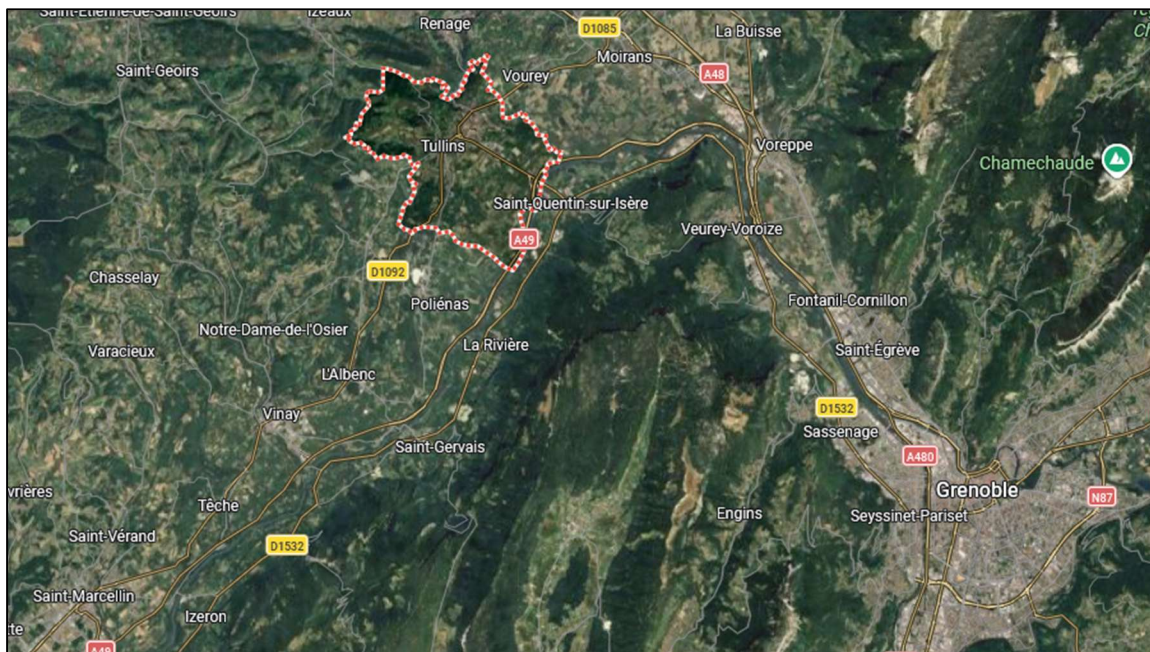 Saint-Étienne-de-Saint-Geoirs
Izeaux
Renage
D1085
La Buisse
Moirans
Saint-Geoirs
Vourey
A48
Tullins
Voreppe
Chamechaude
Saint-Quentin-sur-Isère
Veurey-Voroize
A49
D1092
Chasselay
Poliénas
Fontanil-Cornillon
Notre-Dame-de-l'Osier
La Rivière
Varacieux
Saint-Égrève
L'Albenc
Vinay
D1532
Sassenage
Saint-Gervais
A480
Grenoble
vrières
N87
Têche
Engins
Seyssinet-Pariset
Saint-Vérand
D1532
Saint-Marcellin
Izeron
tte
A49